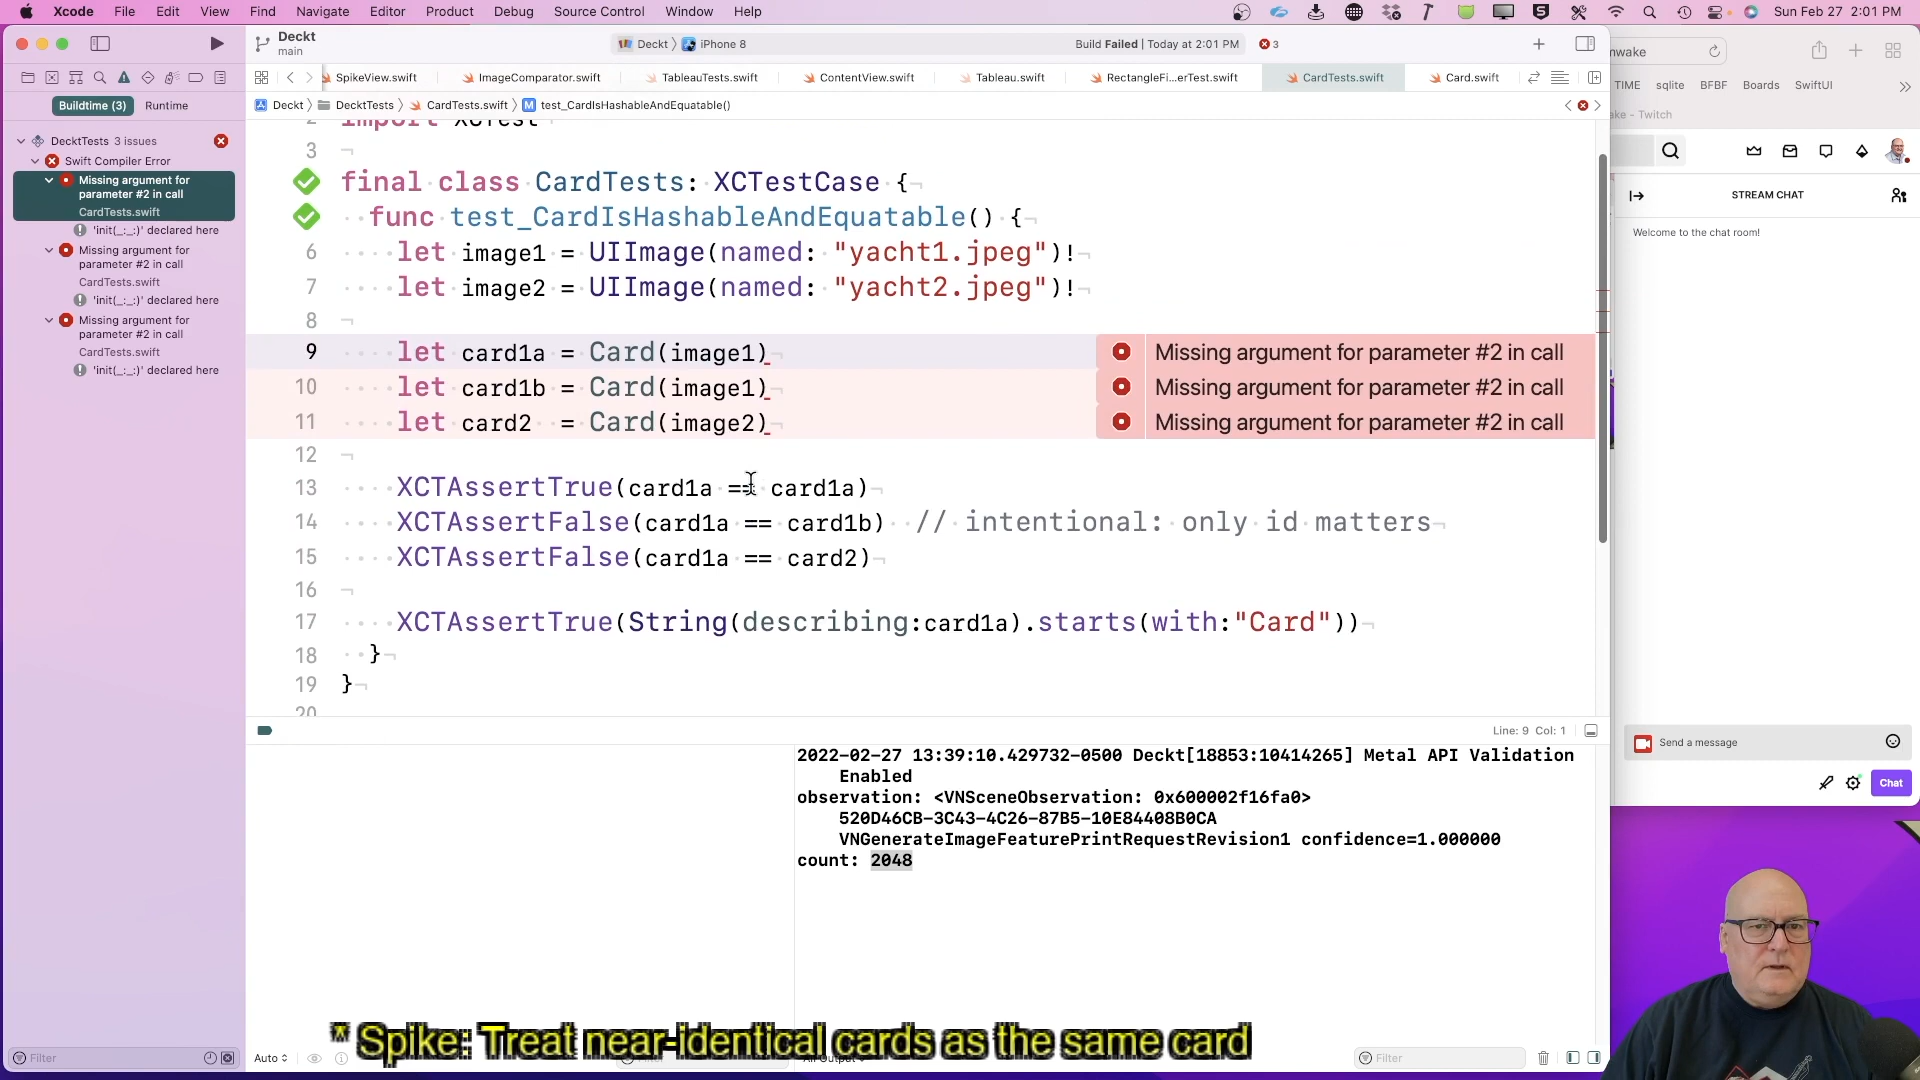 Xcode File Edit View Find Navigate Editor Product Debug Source Control Window Help Sun Feb 27 2:01 PM
Deckt
main
Deckt iPhone 8 Build Failed | Today at 2:01 PM 3
SpikeView.swift ImageComparator.swift TableauTests.swift ContentView.swift Tableau.swift RectangleFi...erTest.swift CardTests.swift Card.swift
Buildtime (3) Runtime
Deckt DecktTests CardTests.swift test_CardIsHashableAndEquatable()
DecktTests 3 issues
Swift Compiler Error
Missing argument for
parameter #2 in call
CardTests.swift
'init(_:_:)' declared here
Missing argument for
parameter #2 in call
CardTests.swift
'init(_:_:)' declared here
Missing argument for
parameter #2 in call
CardTests.swift
'init(_:_:)' declared here
2 import XCTest
3
final class CardTests: XCTestCase {
func test_CardIsHashableAndEquatable() {
6 let image1 = UIImage(named: "yacht1.jpeg")!
7 let image2 = UIImage(named: "yacht2.jpeg")!
8
9 let card1a = Card(image1) Missing argument for parameter #2 in call
10 let card1b = Card(image1) Missing argument for parameter #2 in call
11 let card2 = Card(image2) Missing argument for parameter #2 in call
12
13 XCTAssertTrue(card1a == card1a)
14 XCTAssertFalse(card1a == card1b) // intentional: only id matters
15 XCTAssertFalse(card1a == card2)
16
17 XCTAssertTrue(String(describing:card1a).starts(with:"Card"))
18 }
19 }
20
Line: 9 Col: 1
2022-02-27 13:39:10.429732-0500 Deckt[18853:10414265] Metal API Validation
Enabled
observation: <VNSceneObservation: 0x600002f16fa0>
520D46CB-3C43-4C26-87B5-10E84408B0CA
VNGenerateImageFeaturePrintRequestRevision1 confidence=1.000000
count: 2048
* Spike: Treat near-identical cards as the same card
Filter Auto Filter Output Filter
nwake
TIME sqlite BFBF Boards SwiftUI
ake - Twitch
STREAM CHAT
Welcome to the chat room!
Send a message
Chat